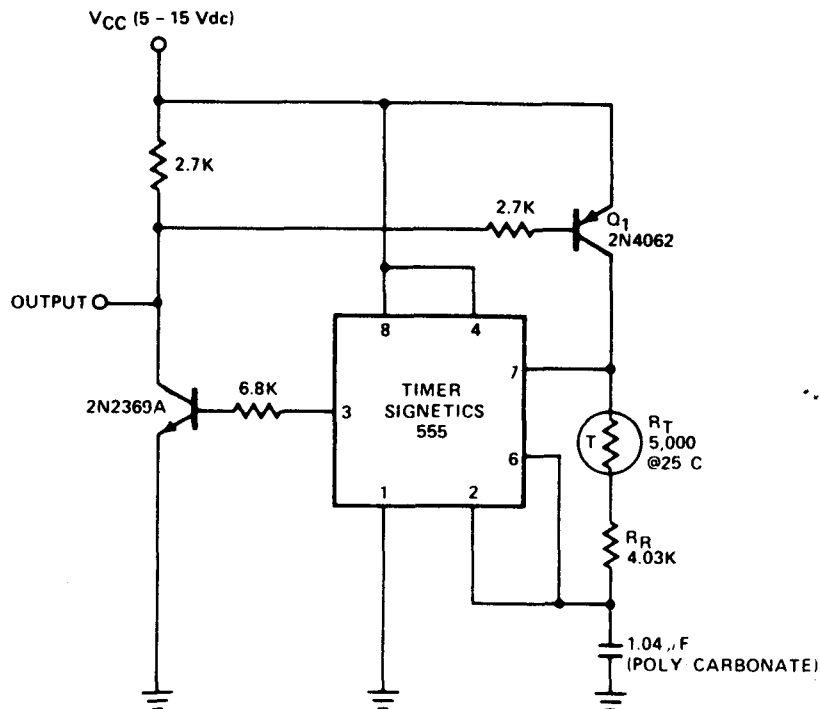 VCC (5 – 15 Vdc)
2.7K
2.7K
Q1
2N4062
OUTPUT
8
4
2N2369A
6.8K
3
TIMER
SIGNETICS
555
7
6
1
2
T
RT
5,000
@25 C
RR
4.03K
1.04 μF
(POLY CARBONATE)